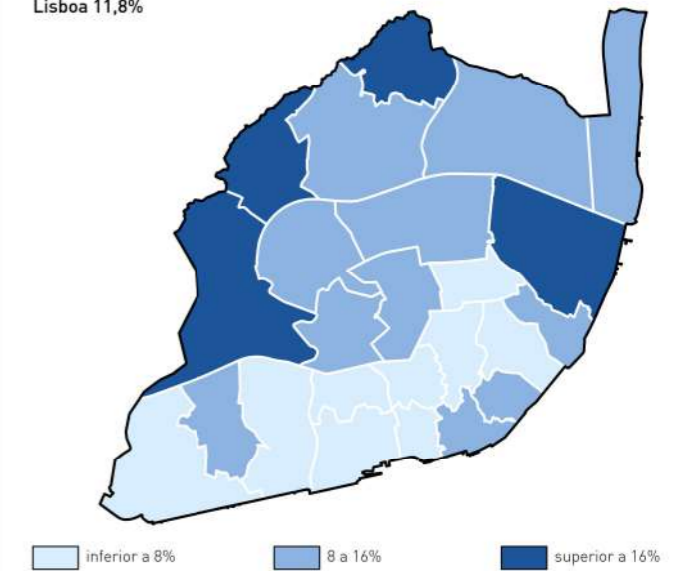 Lisboa 11,8%
inferior a 8%
8 a 16%
superior a 16%